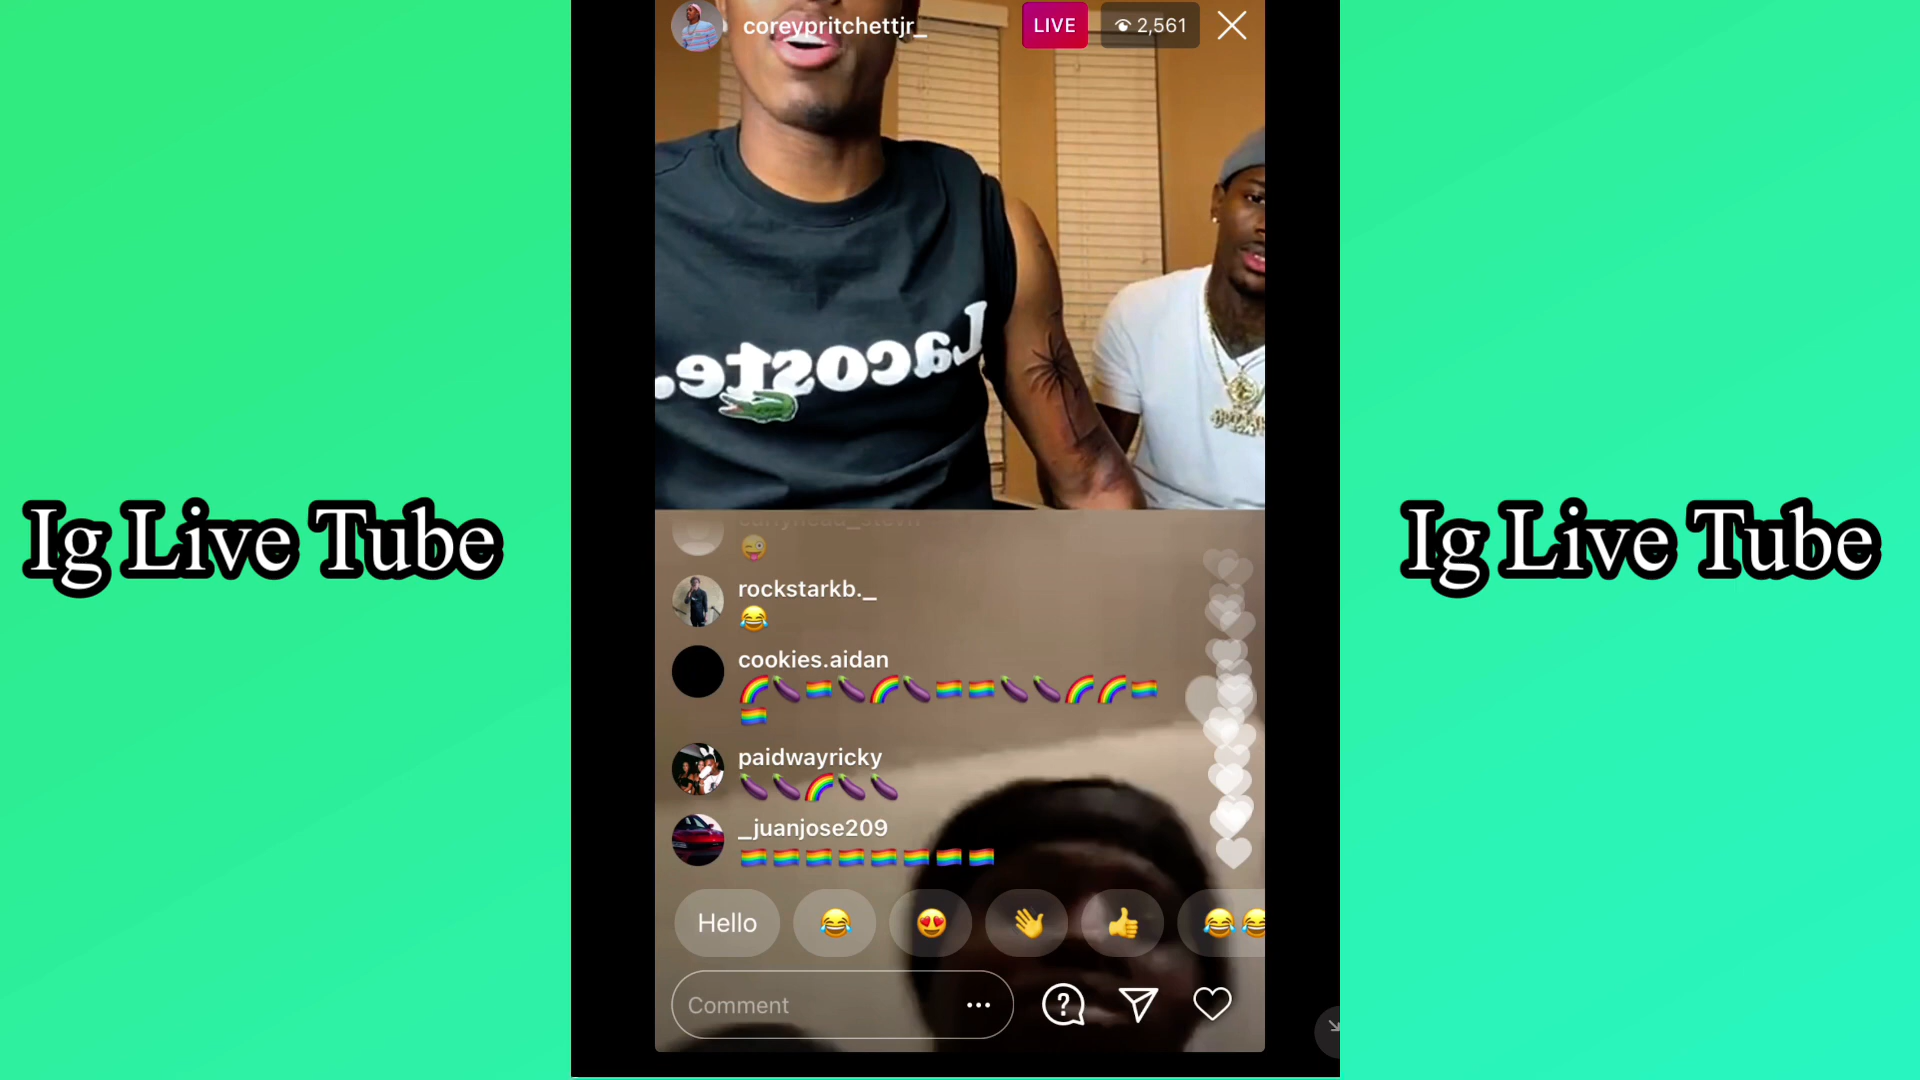 coreypritchettjr_
LIVE
2,561
Lacoste.
😜
rockstarkb._
😂
cookies.aidan
🌈🍆🏳️‍🌈🍆🌈🍆🏳️‍🌈🏳️‍🌈🍆🍆🌈🌈🏳️‍🌈
🏳️‍🌈
paidwayricky
🍆🍆🌈🍆🍆
_juanjose209
🏳️‍🌈🏳️‍🌈🏳️‍🌈🏳️‍🌈🏳️‍🌈🏳️‍🌈🏳️‍🌈🏳️‍🌈
Hello 😂 😍 👋 👍 😂😂
Comment
Ig Live Tube
Ig Live Tube